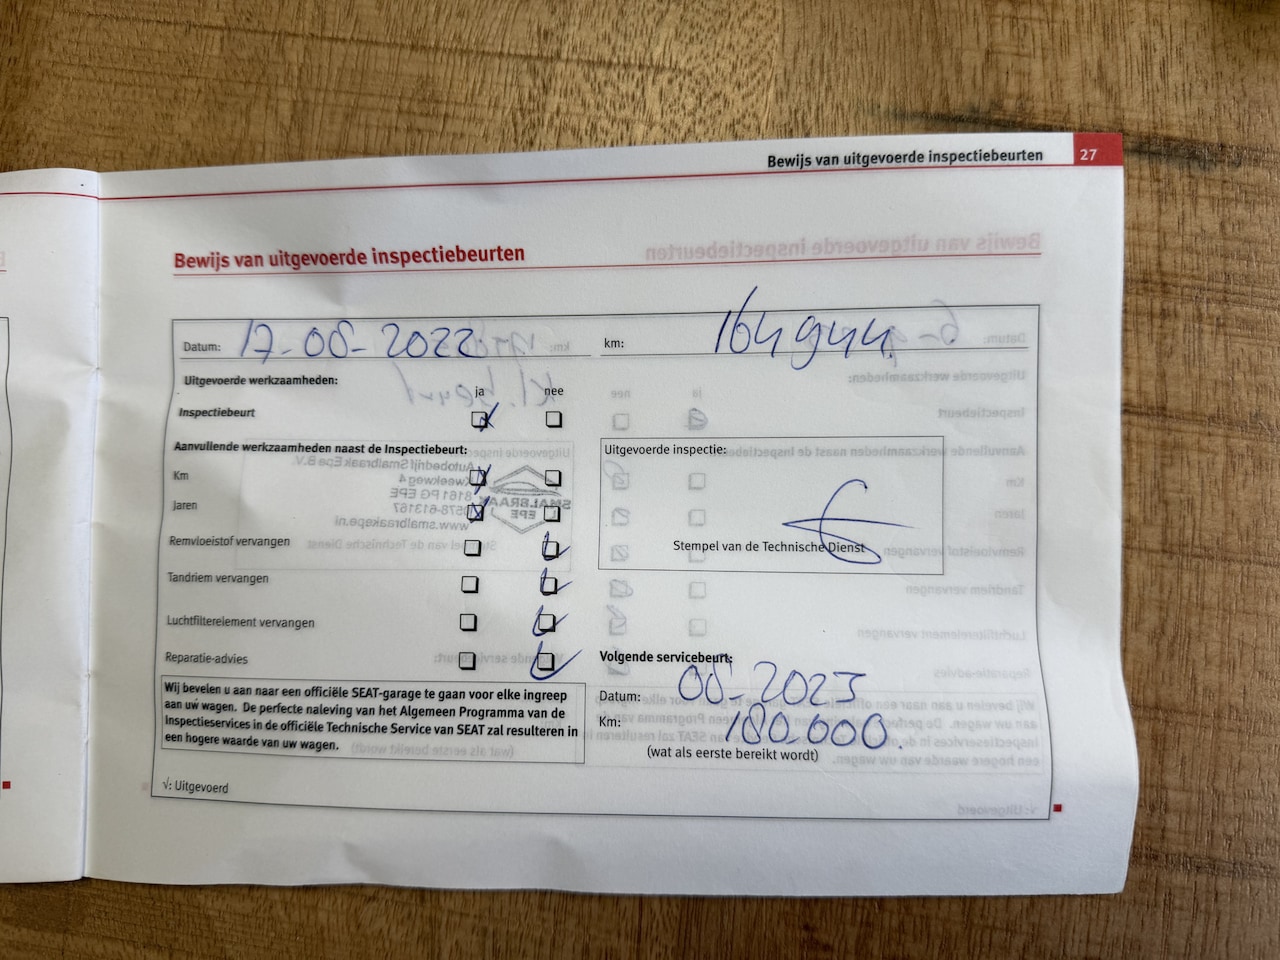 Bewijs van uitgevoerde inspectiebeurten 27
Bewijs van uitgevoerde inspectiebeurten
Datum: 17-08-2022 km: 164944
Uitgevoerde werkzaamheden:
ja nee
Inspectiebeurt
Aanvullende werkzaamheden naast de Inspectiebeurt:
Km
Jaren
Remvloeistof vervangen
Tandriem vervangen
Luchtfilterelement vervangen
Reparatie-advies
Wij bevelen u aan naar een officiële SEAT-garage te gaan voor elke ingreep
aan uw wagen. De perfecte naleving van het Algemeen Programma van de
Inspectieservices in de officiële Technische Service van SEAT zal resulteren in
een hogere waarde van uw wagen.
√: Uitgevoerd
Uitgevoerde inspectie:
Stempel van de Technische Dienst
Volgende servicebeurt:
Datum: 08-2023
Km: 180.000.
(wat als eerste bereikt wordt)